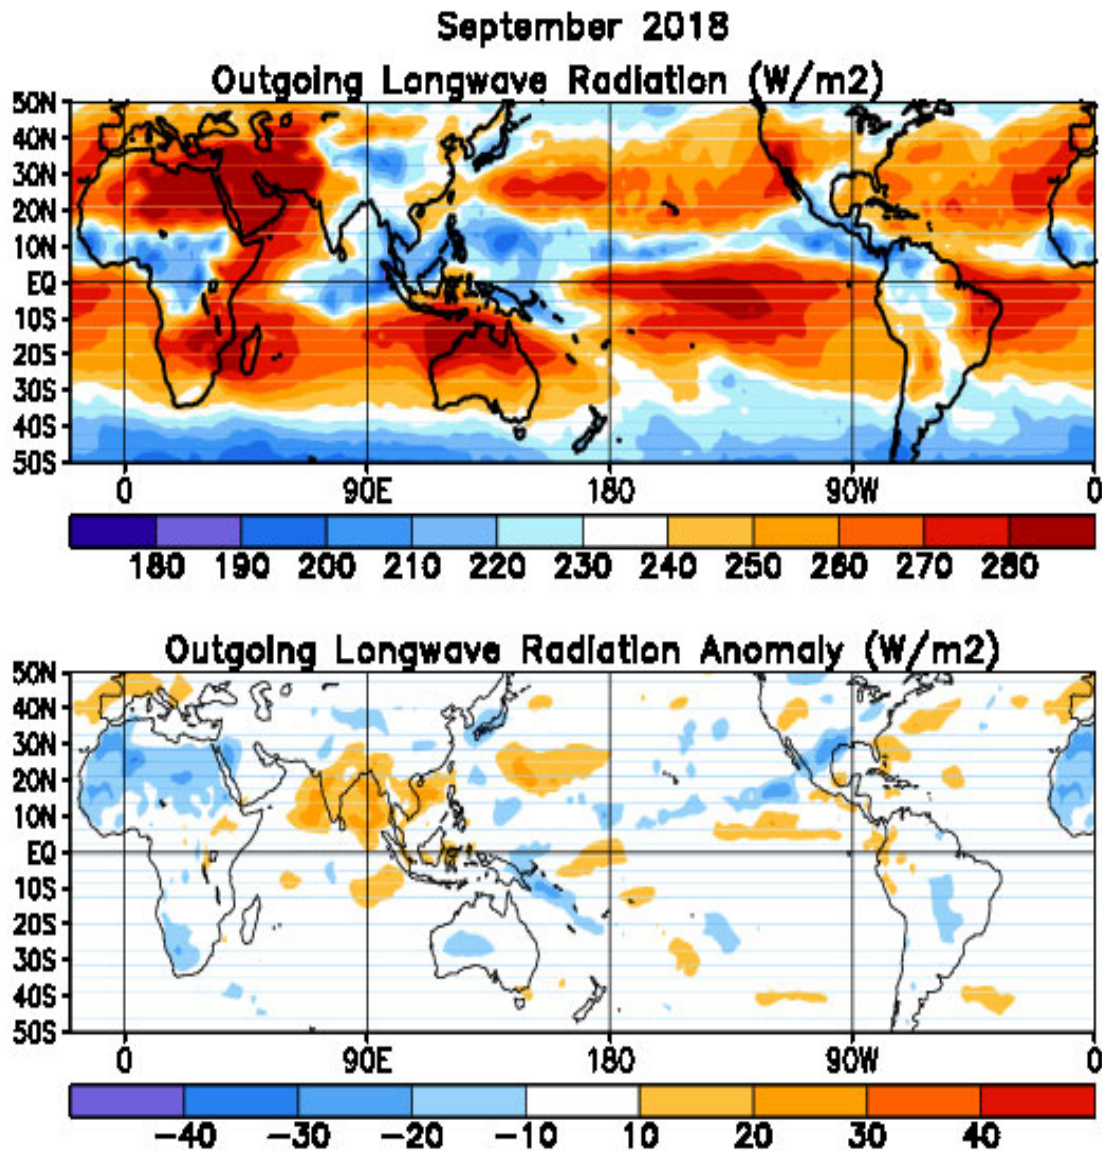 September 2018
Outgoing Longwave Radiation (W/m2)
50N
40N
30N
20N
10N
EQ
10S
20S
30S
40S
50S
0 90E 180 90W 0
180 190 200 210 220 230 240 250 260 270 280
Outgoing Longwave Radiation Anomaly (W/m2)
50N
40N
30N
20N
10N
EQ
10S
20S
30S
40S
50S
0 90E 180 90W 0
-40 -30 -20 -10 10 20 30 40